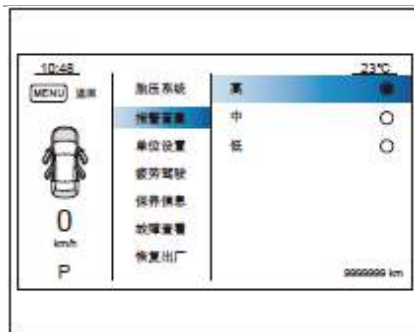 10:48
23℃
MENU 返回
胎压系统
报警音量
单位设置
疲劳驾驶
保养信息
故障查看
恢复出厂
高
中
低
0
km/h
P
9999999 km